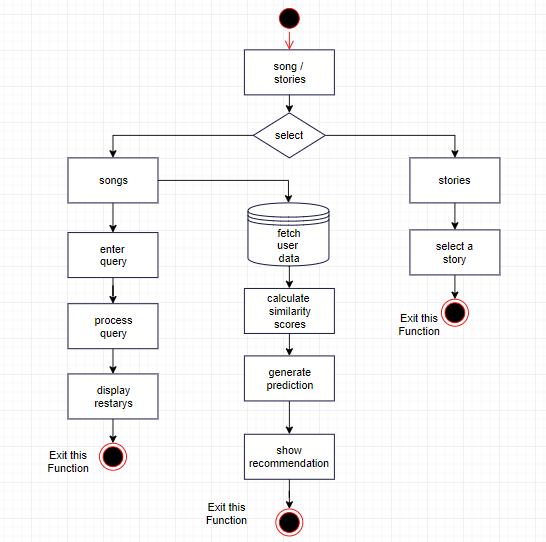 song /
stories
select
songs
stories
fetch
user
data
enter
query
select a
story
calculate
similarity
scores
Exit this
Function
process
query
generate
prediction
display
restarys
show
recommendation
Exit this
Function
Exit this
Function